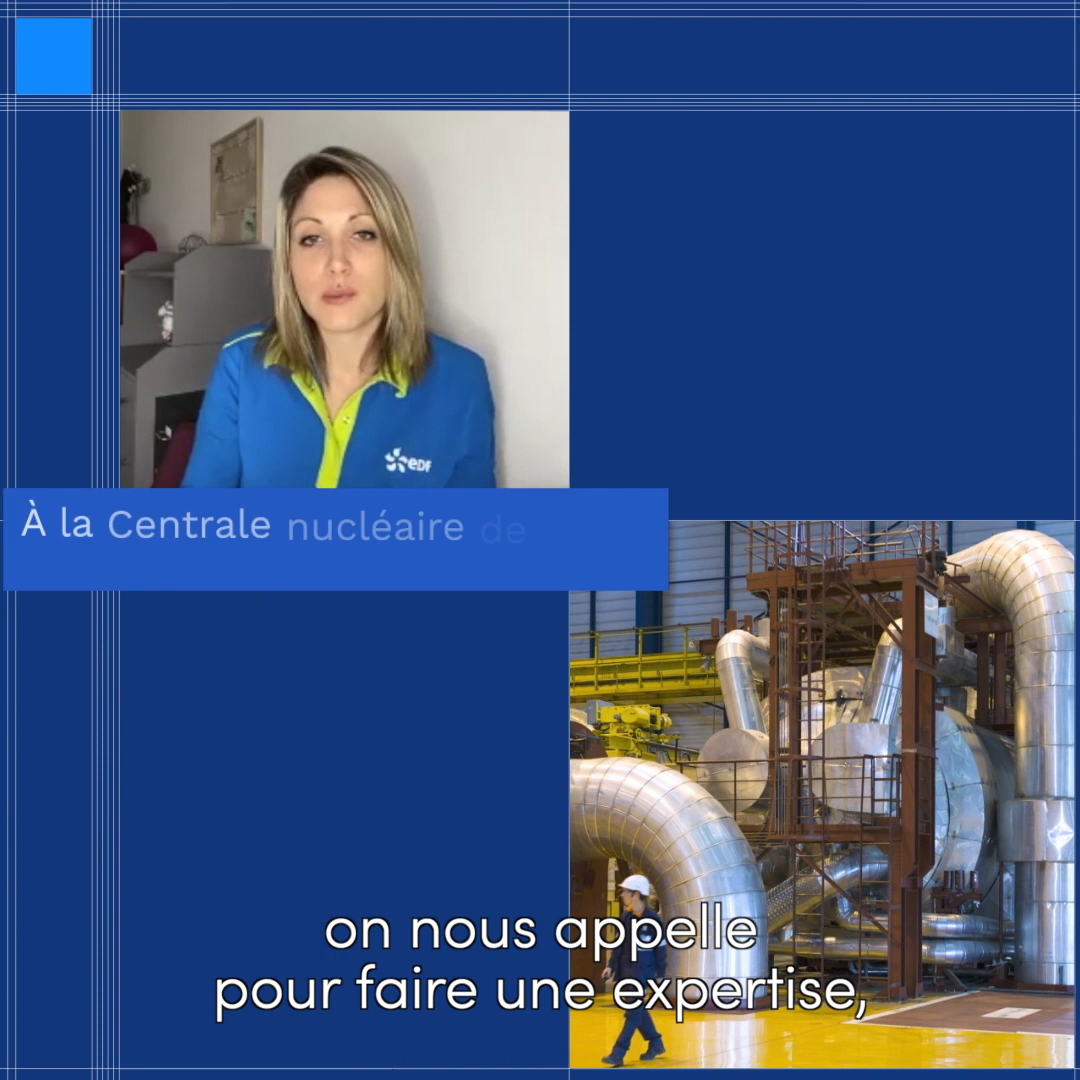 edf
À la Centrale nucléaire de
on nous appelle
pour faire une expertise,